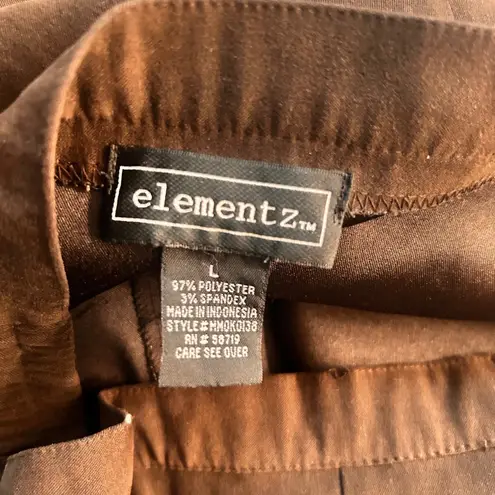 elementz™
L
97% POLYESTER
3% SPANDEX
MADE IN INDONESIA
STYLE#MMOK0138
RN# 58719
CARE SEE OVER